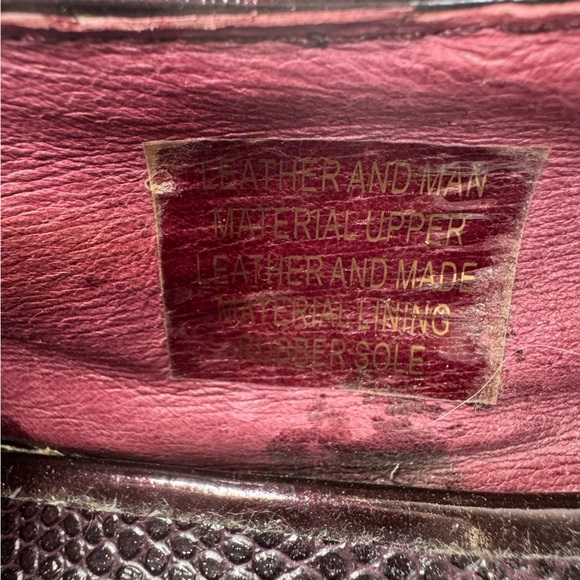 LEATHER AND MAN
MATERIAL UPPER
LEATHER AND MADE
MATERIAL LINING
RUBBER SOLE